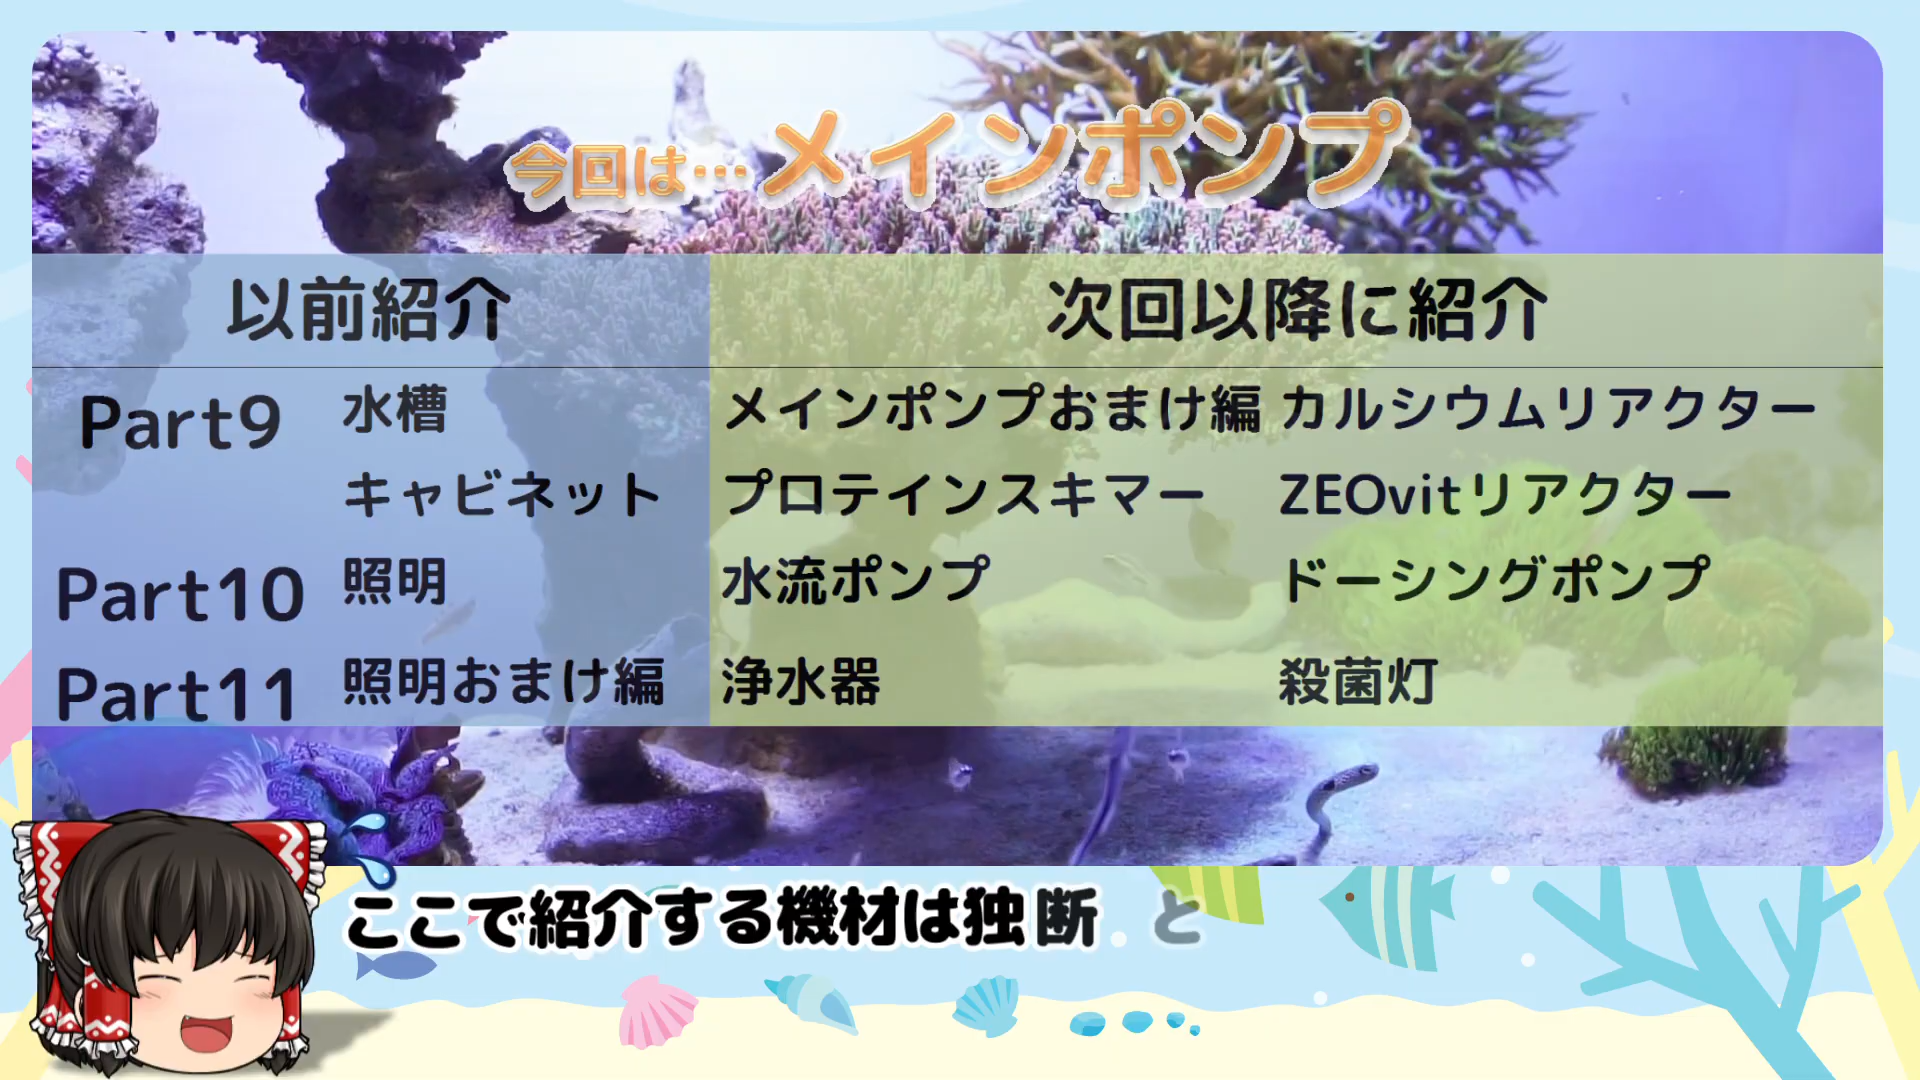 今回は…メインポンプ
以前紹介 次回以降に紹介
Part9 水槽 メインポンプおまけ編 カルシウムリアクター
キャビネット プロテインスキマー ZEOvitリアクター
Part10 照明 水流ポンプ ドーシングポンプ
Part11 照明おまけ編 浄水器 殺菌灯
ここで紹介する機材は独断 と